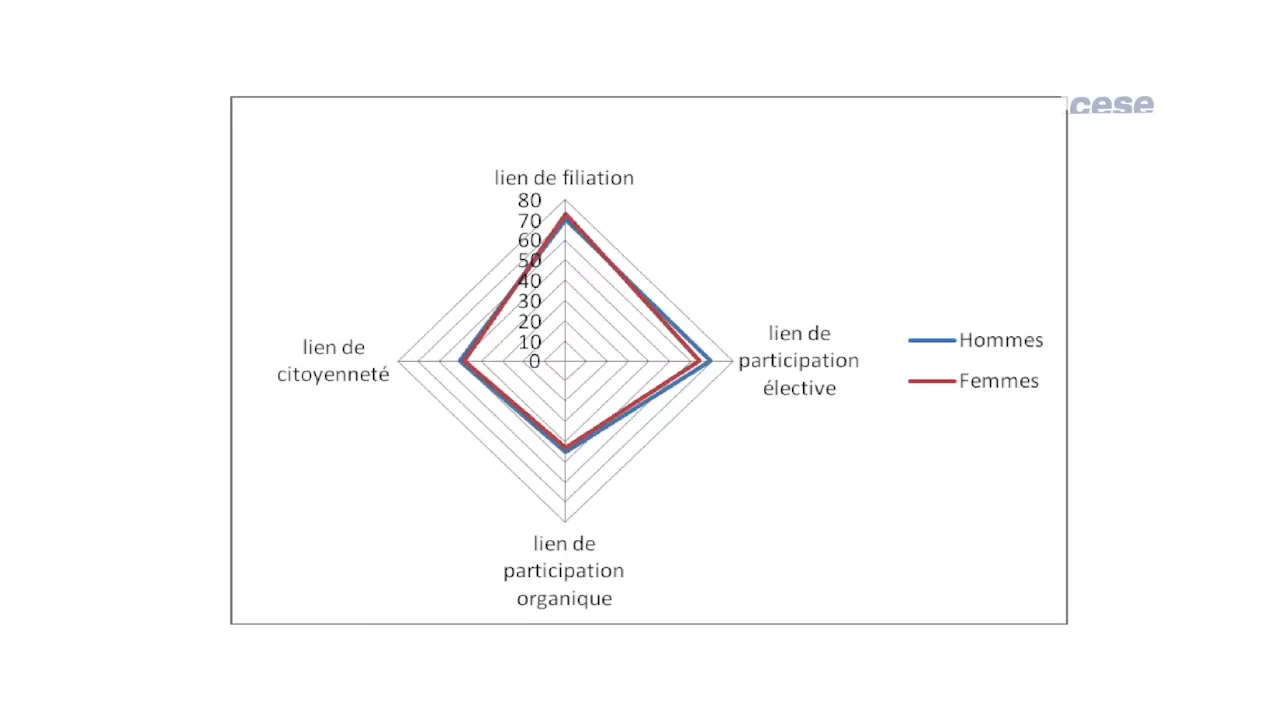 cese
lien de filiation
80
70
60
50
40
30
20
10
0
lien de
citoyenneté
lien de
participation
élective
Hommes
Femmes
lien de
participation
organique